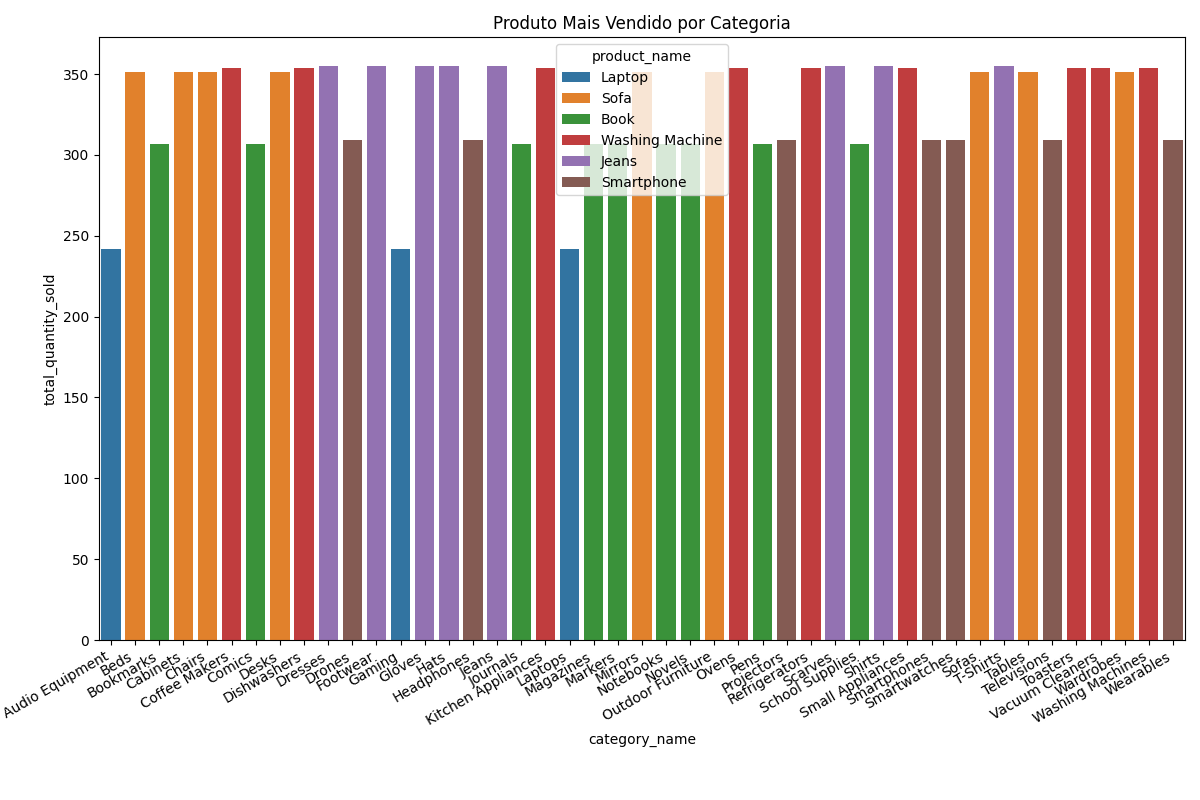 Produto Mais Vendido por Categoria
product_name
Laptop
Sofa
Book
Washing Machine
Jeans
Smartphone
total_quantity_sold
350
300
250
200
150
100
50
0
Audio Equipment
Beds
Bookmarks
Cabinets
Chairs
Coffee Makers
Comics
Desks
Dishwashers
Dresses
Drones
Footwear
Gaming
Gloves
Hats
Headphones
Jeans
Journals
Kitchen Appliances
Laptops
Magazines
Markers
Mirrors
Notebooks
Novels
Outdoor Furniture
Ovens
Pens
Projectors
Refrigerators
Scarves
School Supplies
Shirts
Small Appliances
Smartphones
Smartwatches
Sofas
T-Shirts
Tables
Televisions
Toasters
Vacuum Cleaners
Wardrobes
Washing Machines
Wearables
category_name